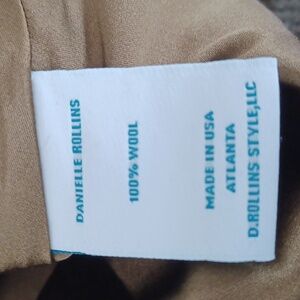 DANIELLE ROLLINS
100% WOOL
MADE IN USA
ATLANTA
D.ROLLINS STYLE,LLC